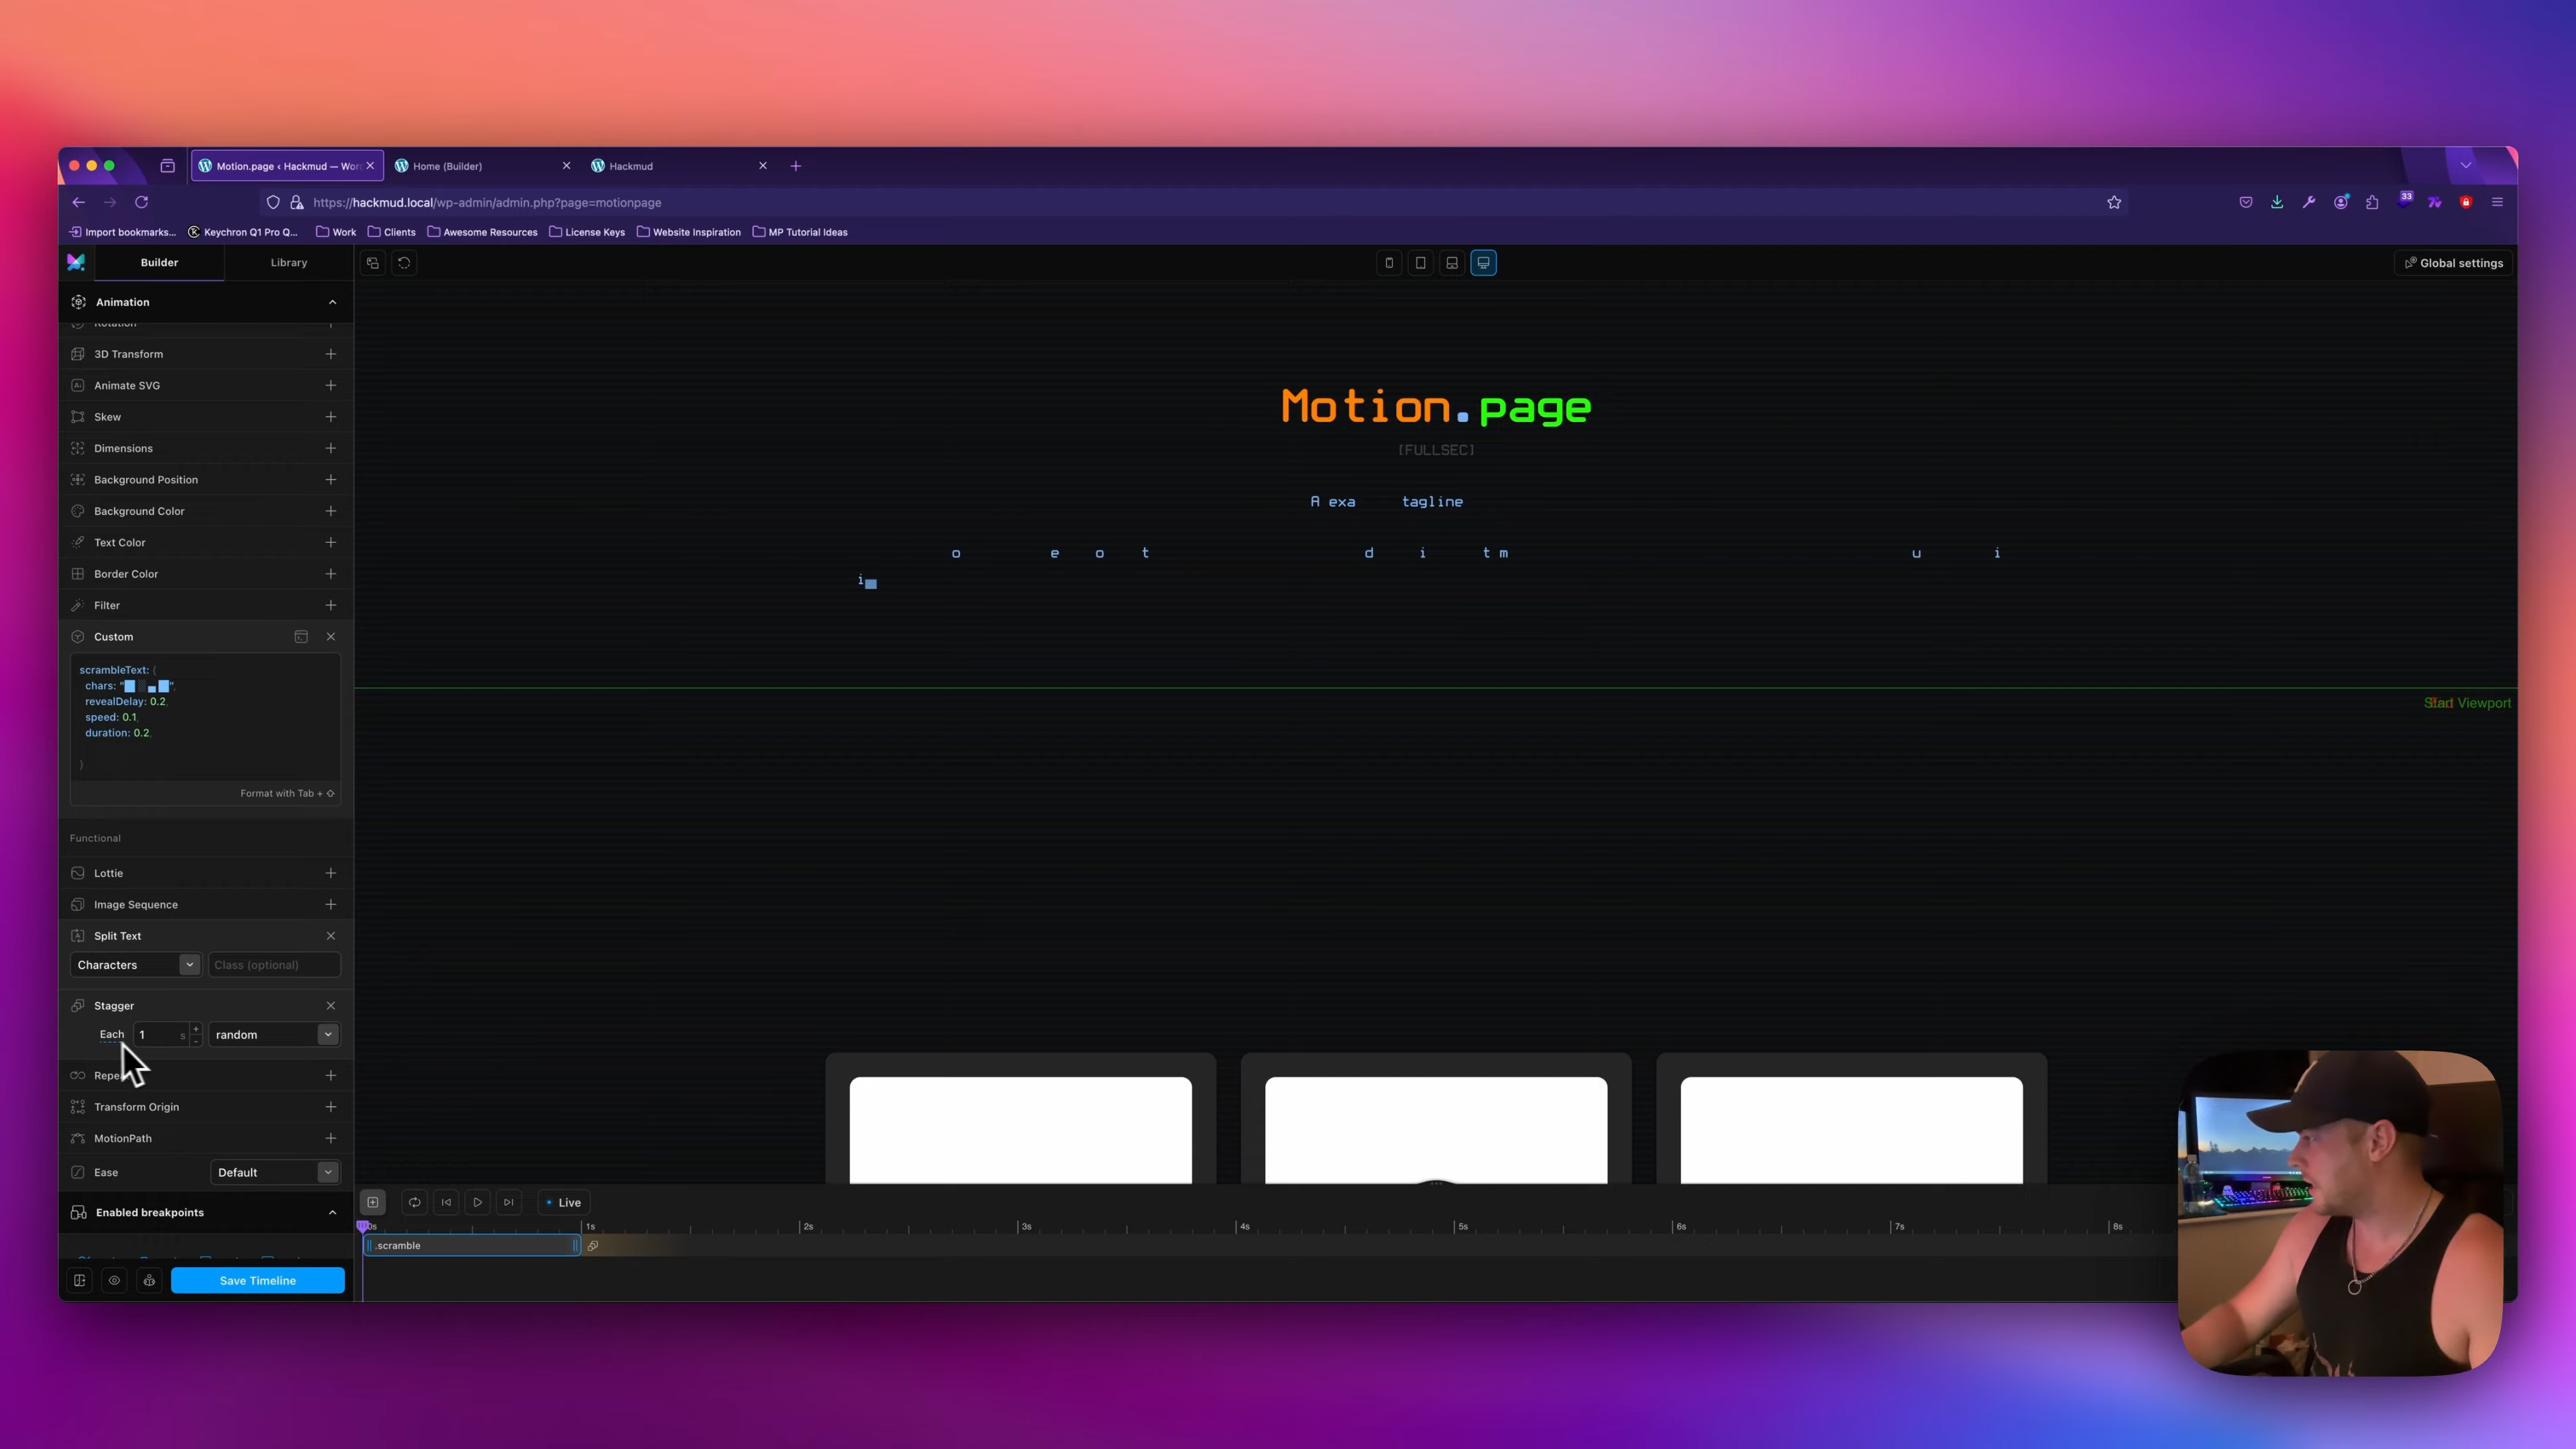 Motion.page ‹ Hackmud — Wor
Home (Builder)
Hackmud
https://hackmud.local/wp-admin/admin.php?page=motionpage
Import bookmarks...
Keychron Q1 Pro Q...
Work
Clients
Awesome Resources
License Keys
Website Inspiration
MP Tutorial Ideas
33
Builder
Library
Global settings
Animation
Rotation
3D Transform
Animate SVG
Skew
Dimensions
Background Position
Background Color
Text Color
Border Color
Filter
Custom
scrambleText: {
chars: "█ ░ ▄ █",
revealDelay: 0.2,
speed: 0.1,
duration: 0.2,
}
Format with Tab +
Functional
Lottie
Image Sequence
Split Text
Characters
Class (optional)
Stagger
Each 1 s random
Transform Origin
MotionPath
Ease Default
Enabled breakpoints
Save Timeline
Motion.page
[FULLSEC]
A exa tagline
o e o t d i t m u i
i
Viewport
Live
0s 1s 2s 3s 4s 5s 6s 7s 8s
.scramble